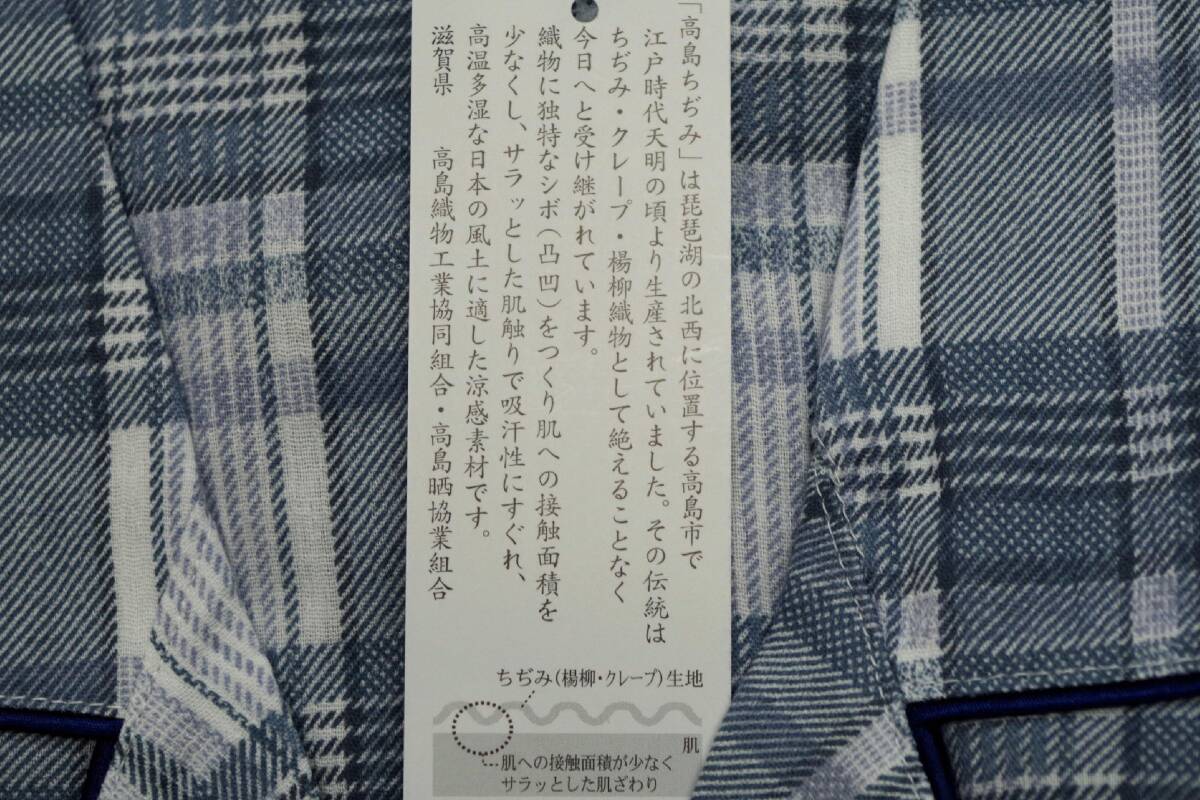 「高島ちぢみ」は琵琶湖の北西に位置する高島市で
江戸時代天明の頃より生産されていました。その伝統は
ちぢみ・クレープ・楊柳織物として絶えることなく
今日へと受け継がれています。
織物に独特なシボ(凸凹)をつくり肌への接触面積を
少なくし、サラッとした肌触りで吸汗性にすぐれ、
高温多湿な日本の風土に適した涼感素材です。
滋賀県 高島織物工業協同組合・高島晒協業組合
ちぢみ(楊柳・クレープ)生地
肌
肌への接触面積が少なく
サラッとした肌ざわり